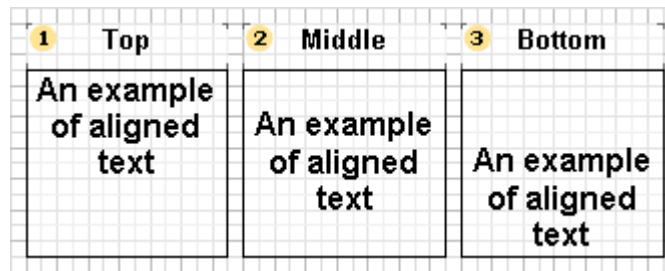 1 Top
2 Middle
3 Bottom
An example
of aligned
text
An example
of aligned
text
An example
of aligned
text